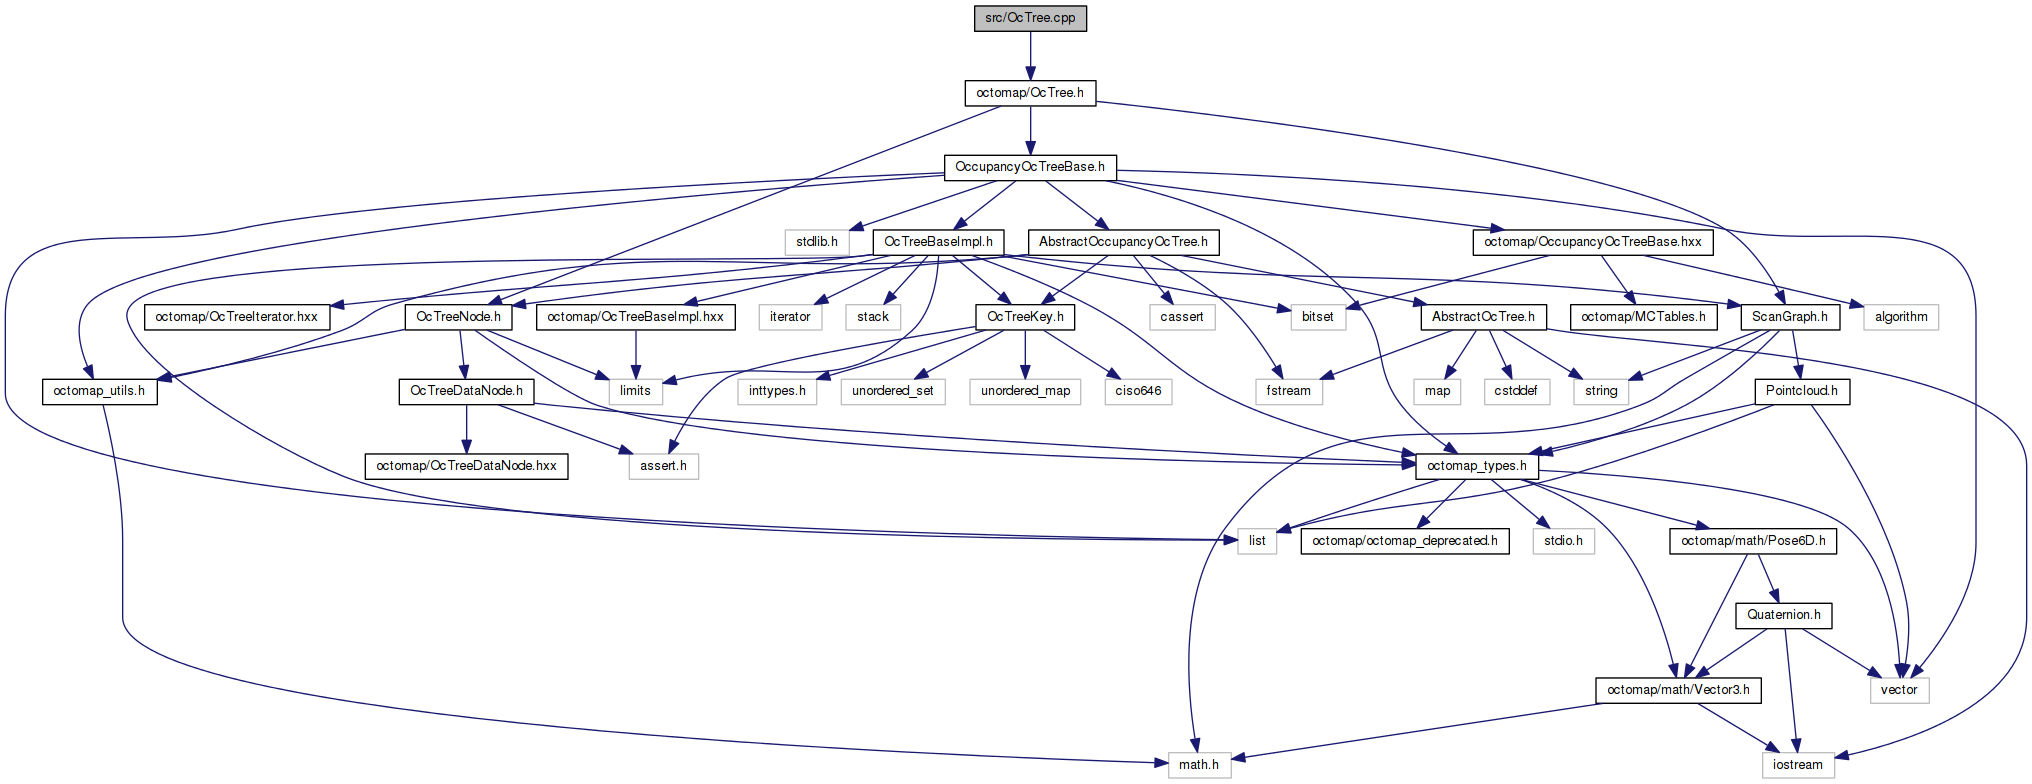 src/OcTree.cpp
octomap/OcTree.h
OccupancyOcTreeBase.h
stdlib.h
OcTreeBaseImpl.h
AbstractOccupancyOcTree.h
octomap/OccupancyOcTreeBase.hxx
octomap/OcTreeIterator.hxx
OcTreeNode.h
octomap/OcTreeBaseImpl.hxx
iterator
stack
OcTreeKey.h
cassert
bitset
AbstractOcTree.h
octomap/MCTables.h
ScanGraph.h
algorithm
octomap_utils.h
OcTreeDataNode.h
limits
inttypes.h
unordered_set
unordered_map
ciso646
fstream
map
cstddef
string
Pointcloud.h
octomap/OcTreeDataNode.hxx
assert.h
octomap_types.h
list
octomap/octomap_deprecated.h
stdio.h
octomap/math/Pose6D.h
Quaternion.h
octomap/math/Vector3.h
vector
math.h
iostream